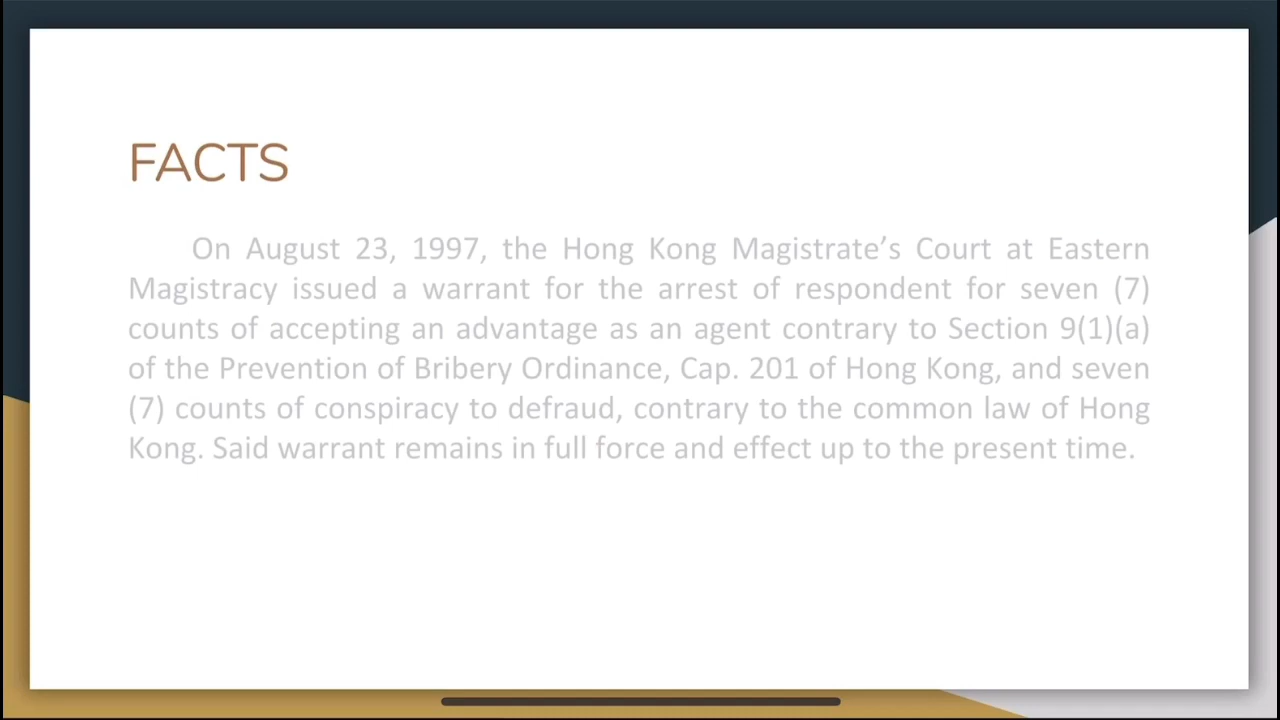 FACTS
On August 23, 1997, the Hong Kong Magistrate’s Court at Eastern
Magistracy issued a warrant for the arrest of respondent for seven (7)
counts of accepting an advantage as an agent contrary to Section 9(1)(a)
of the Prevention of Bribery Ordinance, Cap. 201 of Hong Kong, and seven
(7) counts of conspiracy to defraud, contrary to the common law of Hong
Kong. Said warrant remains in full force and effect up to the present time.